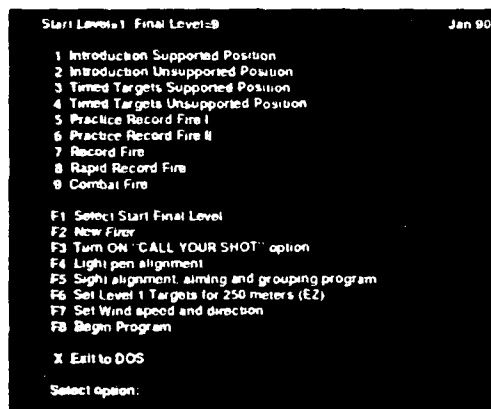 Start Level=1 Final Level=9 Jan 90
1 Introduction Supported Position
2 Introduction Unsupported Position
3 Timed Targets Supported Position
4 Timed Targets Unsupported Position
5 Practice Record Fire I
6 Practice Record Fire II
7 Record Fire
8 Rapid Record Fire
9 Combat Fire
F1 Select Start Final Level
F2 New Firer
F3 Turn ON "CALL YOUR SHOT" option
F4 Light pen alignment
F5 Sight alignment, aiming and grouping program
F6 Set Level 1 Targets for 250 meters (EZ)
F7 Set Wind speed and direction
F8 Begin Program
X Exit to DOS
Select option: